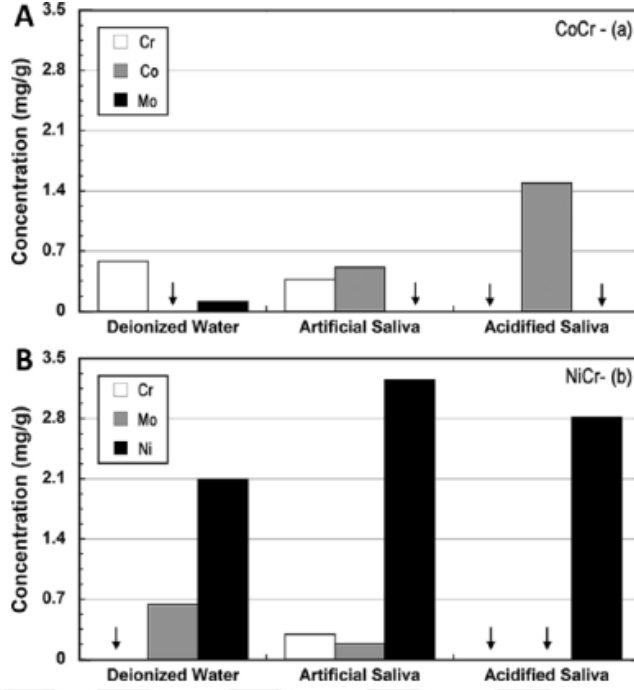 A
CoCr - (a)
Concentration (mg/g)
3.5
2.8
2.1
1.4
0.7
0
Cr
Co
Mo
Deionized Water
Artificial Saliva
Acidified Saliva
B
NiCr- (b)
Concentration (mg/g)
3.5
2.8
2.1
1.4
0.7
0
Cr
Mo
Ni
Deionized Water
Artificial Saliva
Acidified Saliva